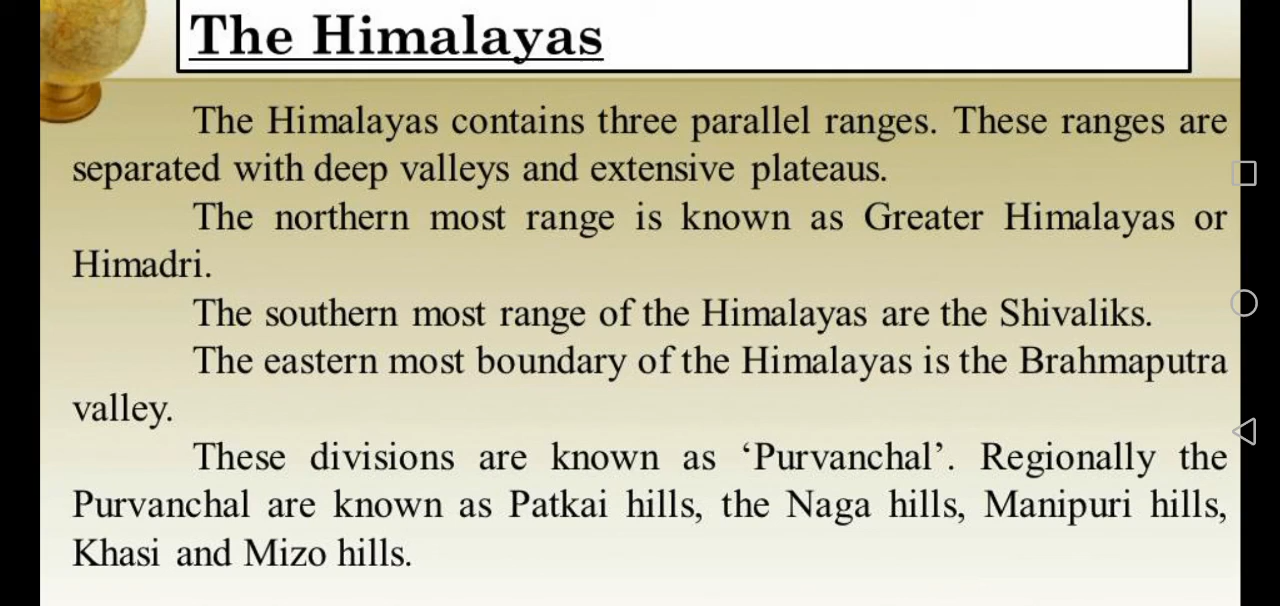 The Himalayas
The Himalayas contains three parallel ranges. These ranges are
separated with deep valleys and extensive plateaus.
The northern most range is known as Greater Himalayas or
Himadri.
The southern most range of the Himalayas are the Shivaliks.
The eastern most boundary of the Himalayas is the Brahmaputra
valley.
These divisions are known as ‘Purvanchal’. Regionally the
Purvanchal are known as Patkai hills, the Naga hills, Manipuri hills,
Khasi and Mizo hills.